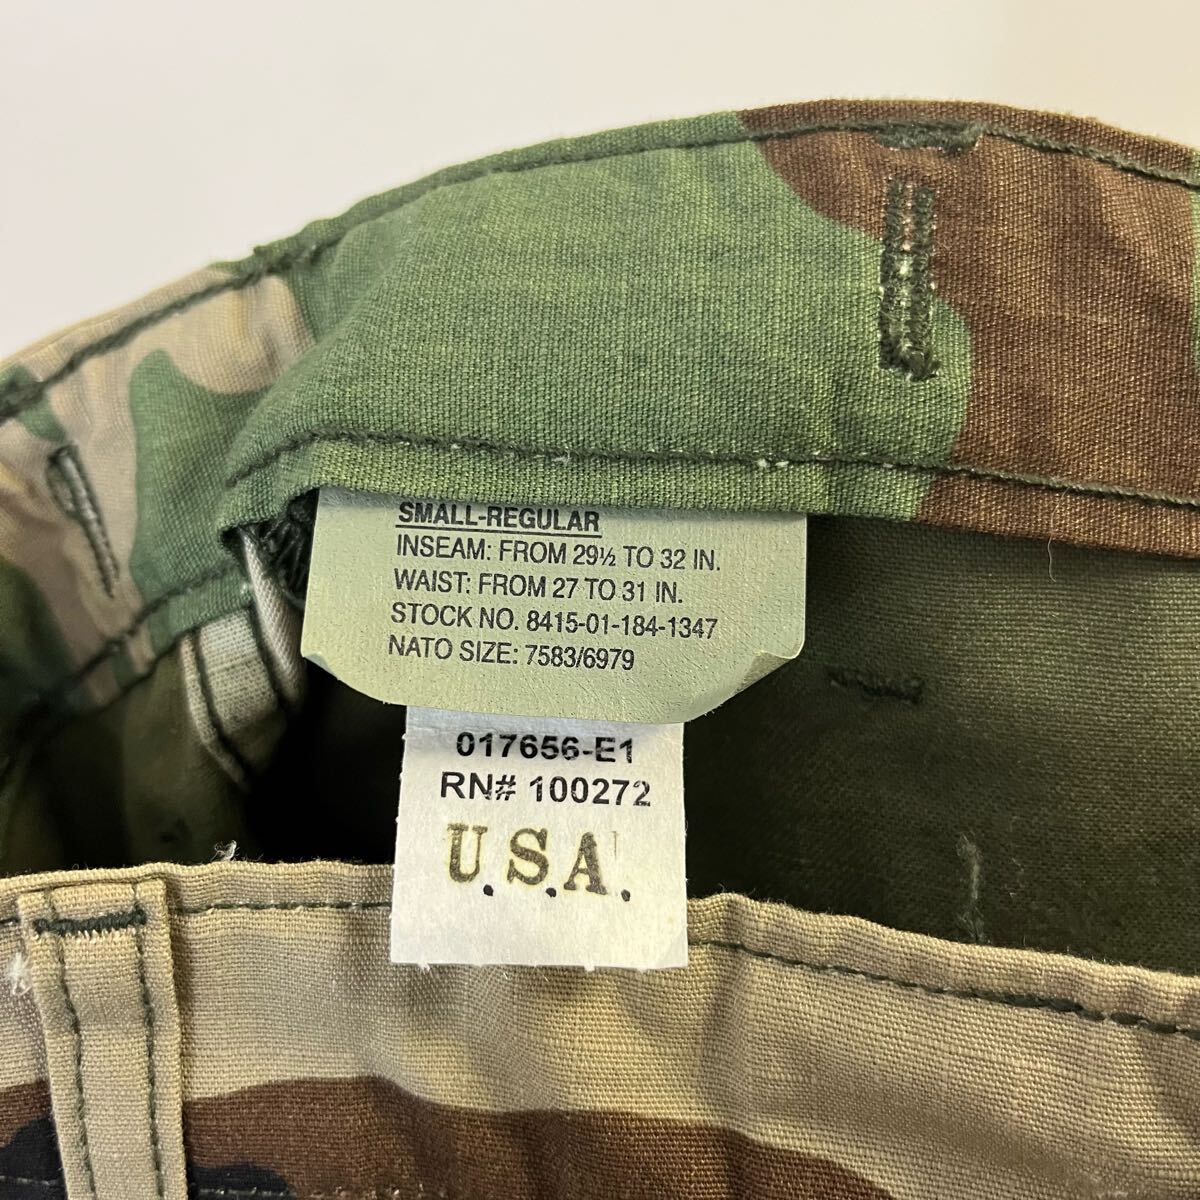 SMALL-REGULAR
INSEAM: FROM 29½ TO 32 IN.
WAIST: FROM 27 TO 31 IN.
STOCK NO. 8415-01-184-1347
NATO SIZE: 7583/6979
017656-E1
RN# 100272
U.S.A.